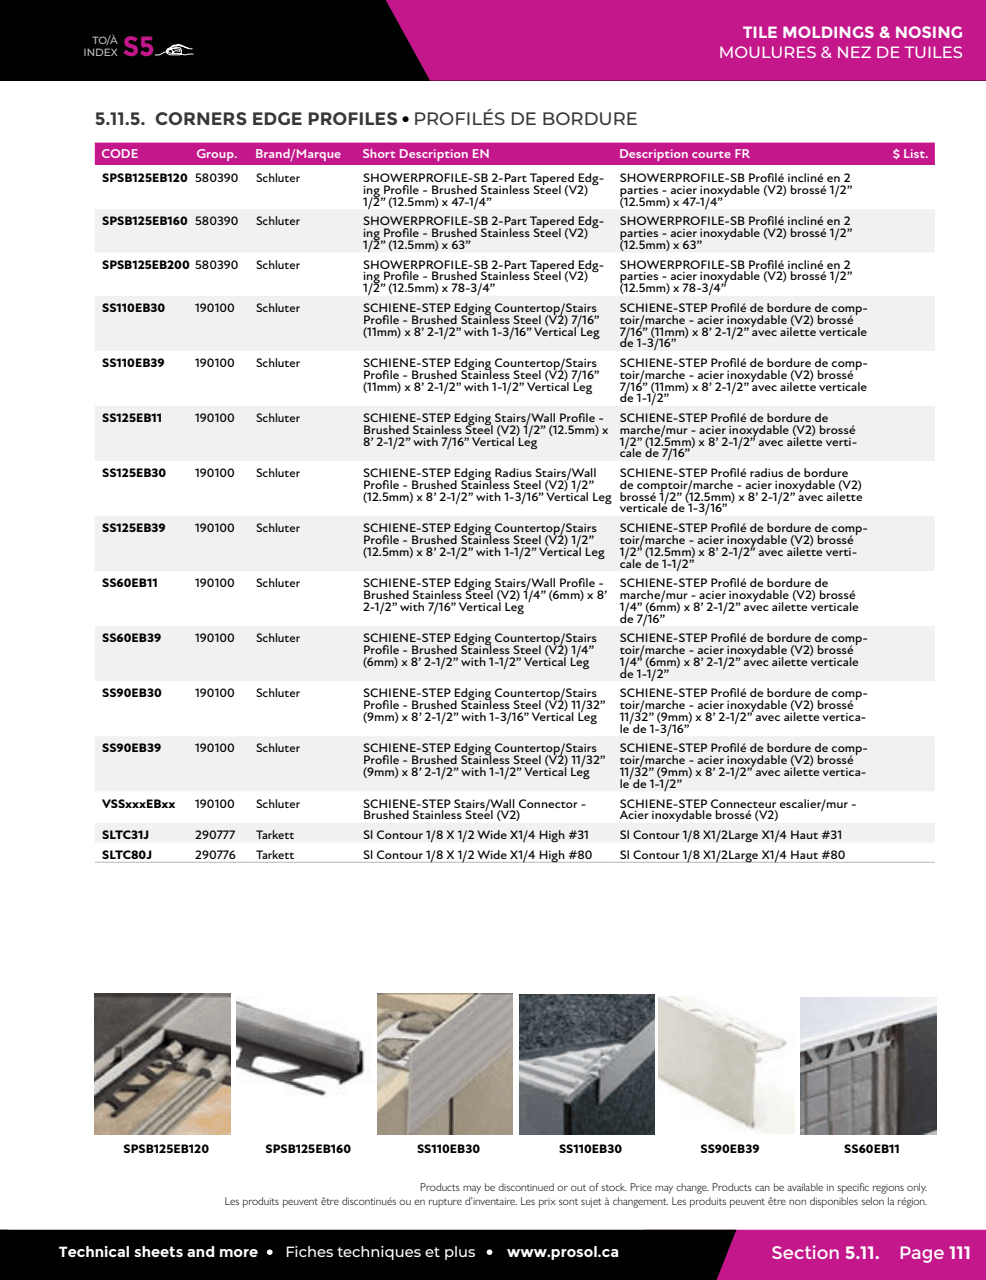 TO/À
INDEX S5
TILE MOLDINGS & NOSING
MOULURES & NEZ DE TUILES
5.11.5. CORNERS EDGE PROFILES • PROFILÉS DE BORDURE
CODE Group. Brand/Marque Short Description EN Description courte FR $ List.
SPSB125EB120 580390 Schluter SHOWERPROFILE-SB 2-Part Tapered Edg- SHOWERPROFILE-SB Profilé incliné en 2
ing Profile - Brushed Stainless Steel (V2) parties - acier inoxydable (V2) brossé 1/2”
1/2” (12.5mm) x 47-1/4” (12.5mm) x 47-1/4”
SPSB125EB160 580390 Schluter SHOWERPROFILE-SB 2-Part Tapered Edg- SHOWERPROFILE-SB Profilé incliné en 2
ing Profile - Brushed Stainless Steel (V2) parties - acier inoxydable (V2) brossé 1/2”
1/2” (12.5mm) x 63” (12.5mm) x 63”
SPSB125EB200 580390 Schluter SHOWERPROFILE-SB 2-Part Tapered Edg- SHOWERPROFILE-SB Profilé incliné en 2
ing Profile - Brushed Stainless Steel (V2) parties - acier inoxydable (V2) brossé 1/2”
1/2” (12.5mm) x 78-3/4” (12.5mm) x 78-3/4”
SS110EB30 190100 Schluter SCHIENE-STEP Edging Countertop/Stairs SCHIENE-STEP Profilé de bordure de comp-
Profile - Brushed Stainless Steel (V2) 7/16” toir/marche - acier inoxydable (V2) brossé
(11mm) x 8’ 2-1/2” with 1-3/16” Vertical Leg 7/16” (11mm) x 8’ 2-1/2” avec ailette verticale
de 1-3/16”
SS110EB39 190100 Schluter SCHIENE-STEP Edging Countertop/Stairs SCHIENE-STEP Profilé de bordure de comp-
Profile - Brushed Stainless Steel (V2) 7/16” toir/marche - acier inoxydable (V2) brossé
(11mm) x 8’ 2-1/2” with 1-1/2” Vertical Leg 7/16” (11mm) x 8’ 2-1/2” avec ailette verticale
de 1-1/2”
SS125EB11 190100 Schluter SCHIENE-STEP Edging Stairs/Wall Profile - SCHIENE-STEP Profilé de bordure de
Brushed Stainless Steel (V2) 1/2” (12.5mm) x marche/mur - acier inoxydable (V2) brossé
8’ 2-1/2” with 7/16” Vertical Leg 1/2” (12.5mm) x 8’ 2-1/2” avec ailette verti-
cale de 7/16”
SS125EB30 190100 Schluter SCHIENE-STEP Edging Radius Stairs/Wall SCHIENE-STEP Profilé radius de bordure
Profile - Brushed Stainless Steel (V2) 1/2” de comptoir/marche - acier inoxydable (V2)
(12.5mm) x 8’ 2-1/2” with 1-3/16” Vertical Leg brossé 1/2” (12.5mm) x 8’ 2-1/2” avec ailette
verticale de 1-3/16”
SS125EB39 190100 Schluter SCHIENE-STEP Edging Countertop/Stairs SCHIENE-STEP Profilé de bordure de comp-
Profile - Brushed Stainless Steel (V2) 1/2” toir/marche - acier inoxydable (V2) brossé
(12.5mm) x 8’ 2-1/2” with 1-1/2” Vertical Leg 1/2” (12.5mm) x 8’ 2-1/2” avec ailette verti-
cale de 1-1/2”
SS60EB11 190100 Schluter SCHIENE-STEP Edging Stairs/Wall Profile - SCHIENE-STEP Profilé de bordure de
Brushed Stainless Steel (V2) 1/4” (6mm) x 8’ marche/mur - acier inoxydable (V2) brossé
2-1/2” with 7/16” Vertical Leg 1/4” (6mm) x 8’ 2-1/2” avec ailette verticale
de 7/16”
SS60EB39 190100 Schluter SCHIENE-STEP Edging Countertop/Stairs SCHIENE-STEP Profilé de bordure de comp-
Profile - Brushed Stainless Steel (V2) 1/4” toir/marche - acier inoxydable (V2) brossé
(6mm) x 8’ 2-1/2” with 1-1/2” Vertical Leg 1/4” (6mm) x 8’ 2-1/2” avec ailette verticale
de 1-1/2”
SS90EB30 190100 Schluter SCHIENE-STEP Edging Countertop/Stairs SCHIENE-STEP Profilé de bordure de comp-
Profile - Brushed Stainless Steel (V2) 11/32” toir/marche - acier inoxydable (V2) brossé
(9mm) x 8’ 2-1/2” with 1-3/16” Vertical Leg 11/32” (9mm) x 8’ 2-1/2” avec ailette vertica-
le de 1-3/16”
SS90EB39 190100 Schluter SCHIENE-STEP Edging Countertop/Stairs SCHIENE-STEP Profilé de bordure de comp-
Profile - Brushed Stainless Steel (V2) 11/32” toir/marche - acier inoxydable (V2) brossé
(9mm) x 8’ 2-1/2” with 1-1/2” Vertical Leg 11/32” (9mm) x 8’ 2-1/2” avec ailette vertica-
le de 1-1/2”
VSSxxxEBxx 190100 Schluter SCHIENE-STEP Stairs/Wall Connector - SCHIENE-STEP Connecteur escalier/mur -
Brushed Stainless Steel (V2) Acier inoxydable brossé (V2)
SLTC31J 290777 Tarkett Sl Contour 1/8 X 1/2 Wide X1/4 High #31 Sl Contour 1/8 X1/2Large X1/4 Haut #31
SLTC80J 290776 Tarkett Sl Contour 1/8 X 1/2 Wide X1/4 High #80 Sl Contour 1/8 X1/2Large X1/4 Haut #80
SPSB125EB120 SPSB125EB160 SS110EB30 SS110EB30 SS90EB39 SS60EB11
Products may be discontinued or out of stock. Price may change. Products can be available in specific regions only.
Les produits peuvent être discontinués ou en rupture d’inventaire. Les prix sont sujet à changement. Les produits peuvent être non disponibles selon la région.
Technical sheets and more • Fiches techniques et plus • www.prosol.ca
Section 5.11. Page 111